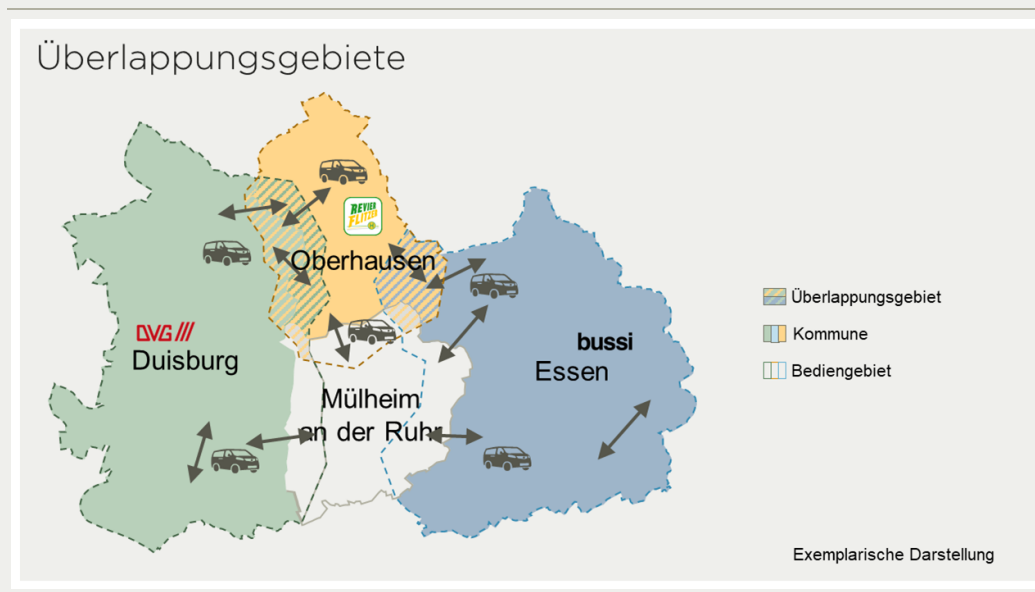 Überlappungsgebiete
REVIER
FLITZER
Oberhausen
DVG
Duisburg
bussi
Essen
Mülheim
an der Ruhr
Überlappungsgebiet
Kommune
Bediengebiet
Exemplarische Darstellung